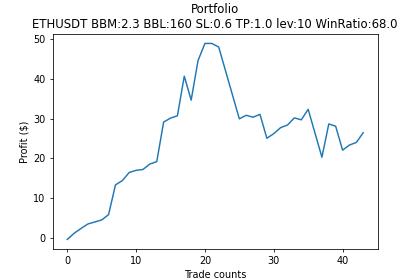 Portfolio
ETHUSDT BBM:2.3 BBL:160 SL:0.6 TP:1.0 lev:10 WinRatio:68.0
50
40
30
20
10
0
Profit ($)
0
10
20
30
40
Trade counts